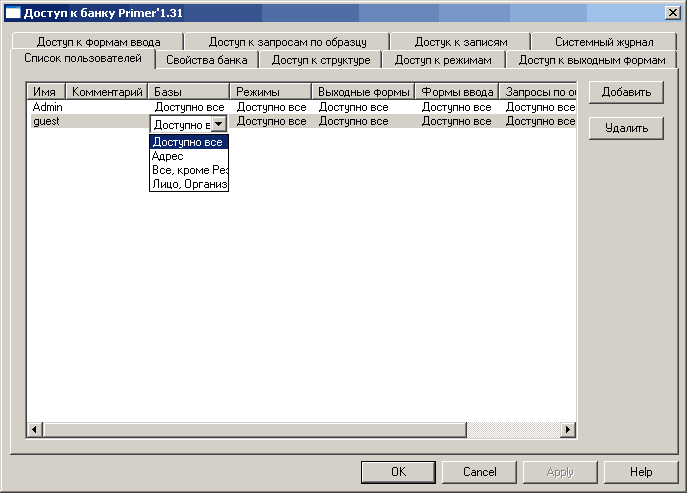 Доступ к банку Primer'1.31
Доступ к формам ввода Доступ к запросам по образцу Достук к записям Системный журнал
Список пользователей Свойства банка Доступ к структуре Доступ к режимам Доступ к выходным формам
Имя Комментарий Базы Режимы Выходные формы Формы ввода Запросы по об
Admin Доступно все Доступно все Доступно все Доступно все Доступно все
guest Доступно в Доступно все Доступно все Доступно все Доступно все
Доступно все
Адрес
Все, кроме Рез
Лицо, Организ
Добавить
Удалить
OK Cancel Apply Help